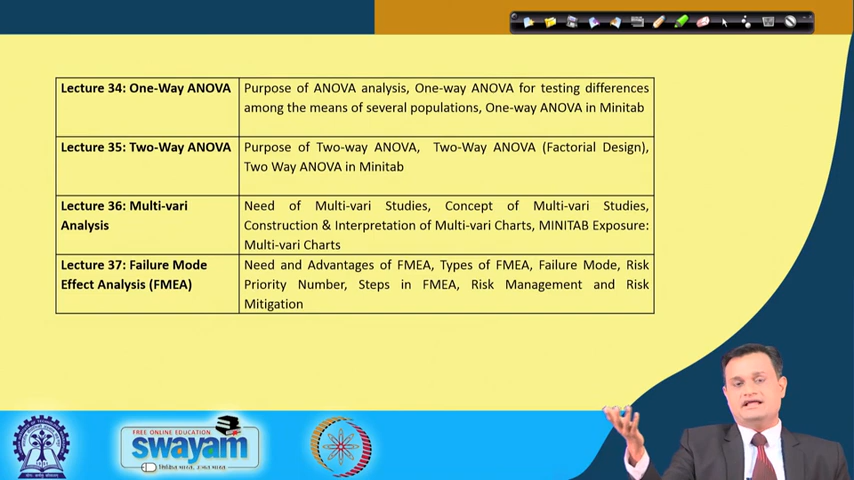 Lecture 34: One-Way ANOVA
Purpose of ANOVA analysis, One-way ANOVA for testing differences
among the means of several populations, One-way ANOVA in Minitab
Lecture 35: Two-Way ANOVA
Purpose of Two-way ANOVA, Two-Way ANOVA (Factorial Design),
Two Way ANOVA in Minitab
Lecture 36: Multi-vari
Analysis
Need of Multi-vari Studies, Concept of Multi-vari Studies,
Construction & Interpretation of Multi-vari Charts, MINITAB Exposure:
Multi-vari Charts
Lecture 37: Failure Mode
Effect Analysis (FMEA)
Need and Advantages of FMEA, Types of FMEA, Failure Mode, Risk
Priority Number, Steps in FMEA, Risk Management and Risk
Mitigation
FREE ONLINE EDUCATION
swayam
शिक्षित भारत, उन्नत भारत